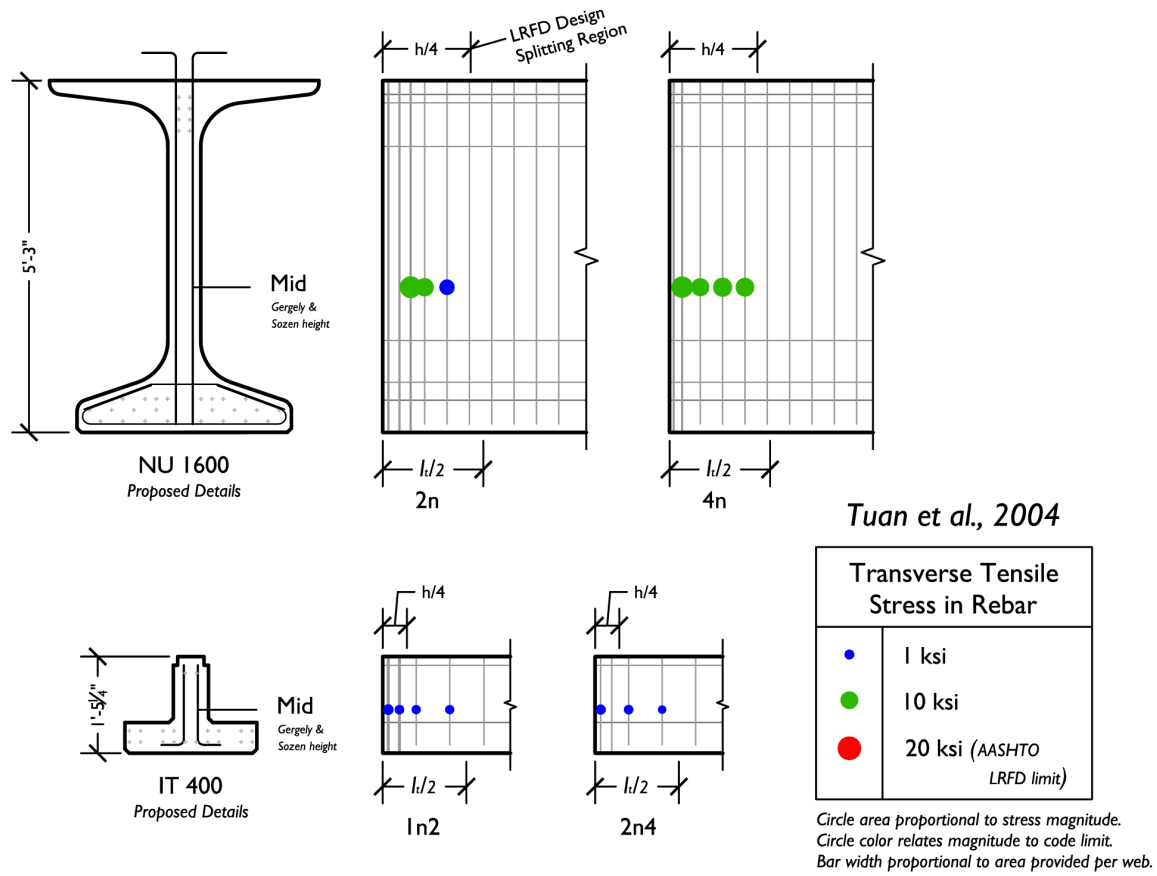 h/4
LRFD Design
Splitting Region
h/4
5'-3"
Mid
Gergely &
Sozen height
lt/2
2n
lt/2
4n
NU 1600
Proposed Details
Tuan et al., 2004
Transverse Tensile
Stress in Rebar
1 ksi
10 ksi
20 ksi (AASHTO
LRFD limit)
Circle area proportional to stress magnitude.
Circle color relates magnitude to code limit.
Bar width proportional to area provided per web.
h/4
h/4
1'-5¼"
Mid
Gergely &
Sozen height
IT 400
Proposed Details
lt/2
1n2
lt/2
2n4